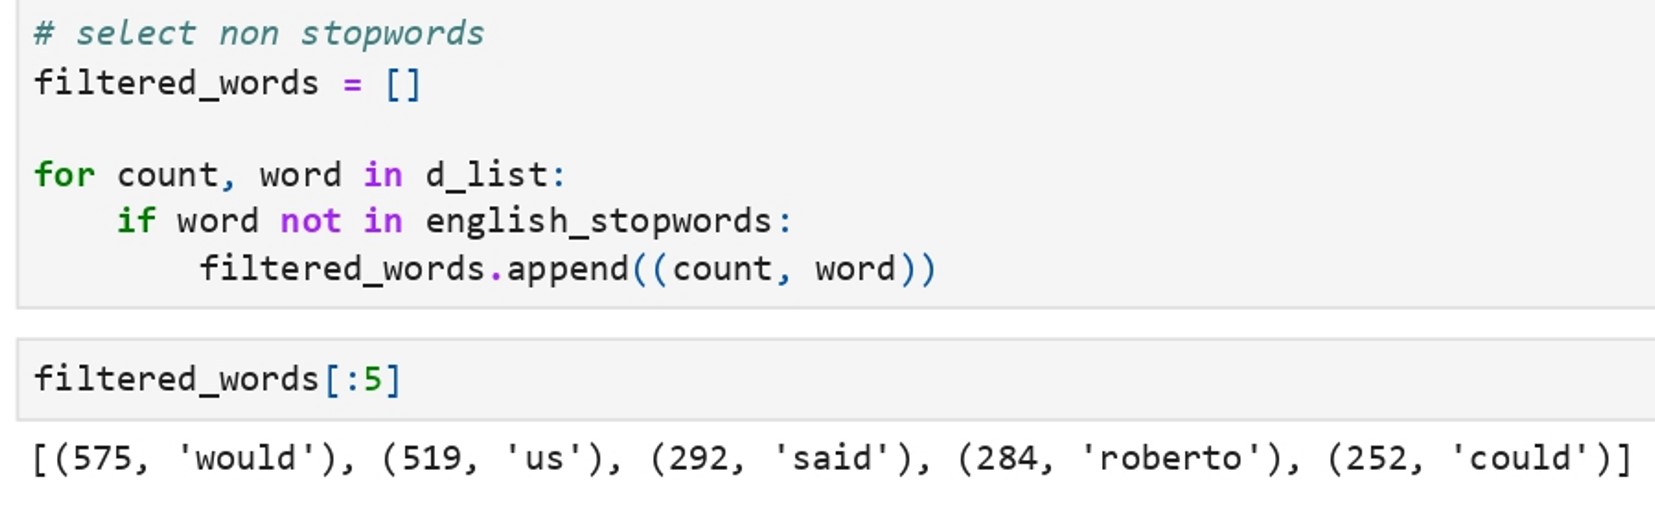 # select non stopwords
filtered_words = []
for count, word in d_list:
    if word not in english_stopwords:
        filtered_words.append((count, word))
filtered_words[:5]
[(575, 'would'), (519, 'us'), (292, 'said'), (284, 'roberto'), (252, 'could')]